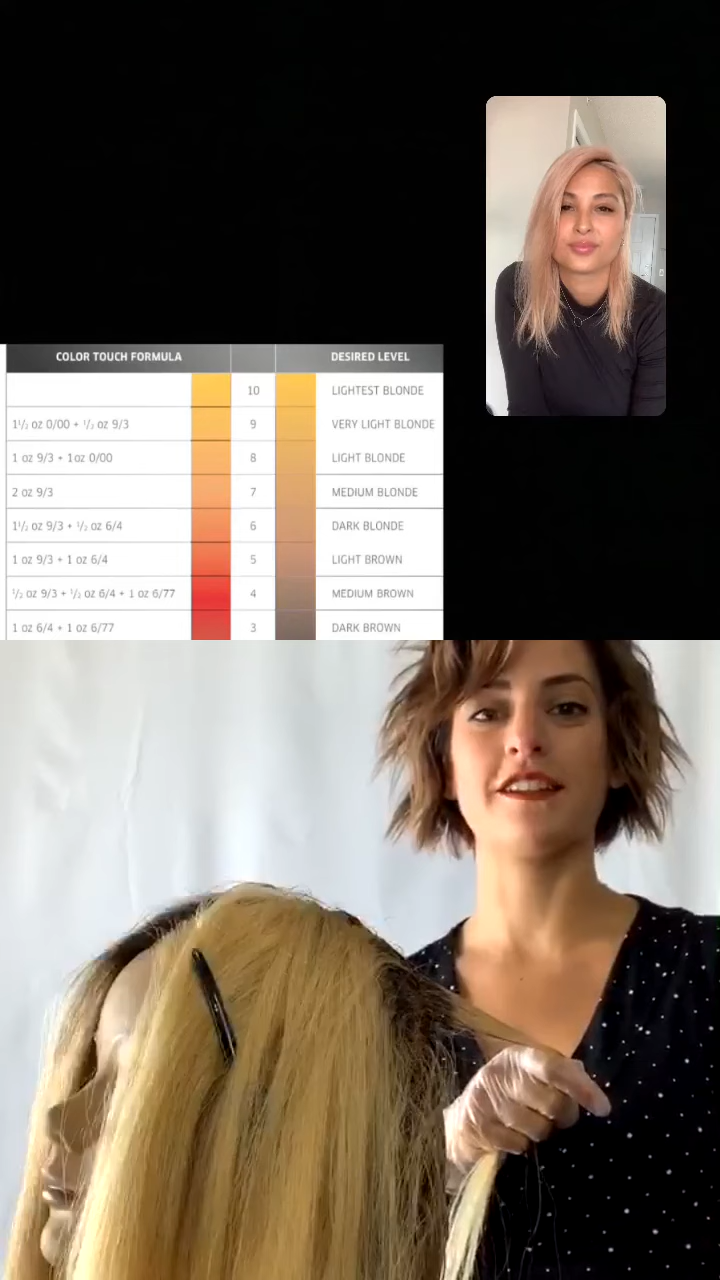 COLOR TOUCH FORMULA DESIRED LEVEL
10 LIGHTEST BLONDE
1 1/2 oz 0/00 + 1/2 oz 9/3 9 VERY LIGHT BLONDE
1 oz 9/3 + 1oz 0/00 8 LIGHT BLONDE
2 oz 9/3 7 MEDIUM BLONDE
1 1/2 oz 9/3 + 1/2 oz 6/4 6 DARK BLONDE
1 oz 9/3 + 1 oz 6/4 5 LIGHT BROWN
1/2 oz 9/3 + 1/2 oz 6/4 + 1 oz 6/77 4 MEDIUM BROWN
1 oz 6/4 + 1 oz 6/77 3 DARK BROWN